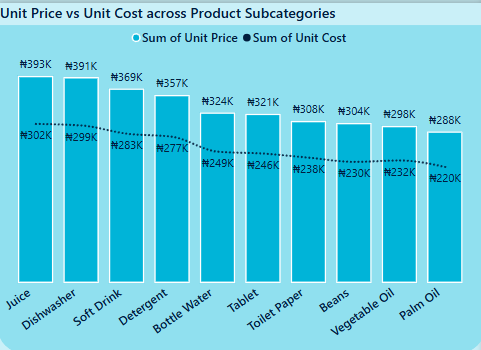 Unit Price vs Unit Cost across Product Subcategories
Sum of Unit Price Sum of Unit Cost
₦393K ₦391K ₦369K ₦357K ₦324K ₦321K ₦308K ₦304K ₦298K ₦288K
₦302K ₦299K ₦283K ₦277K ₦249K ₦246K ₦238K ₦230K ₦232K ₦220K
Juice Dishwasher Soft Drink Detergent Bottle Water Tablet Toilet Paper Beans Vegetable Oil Palm Oil